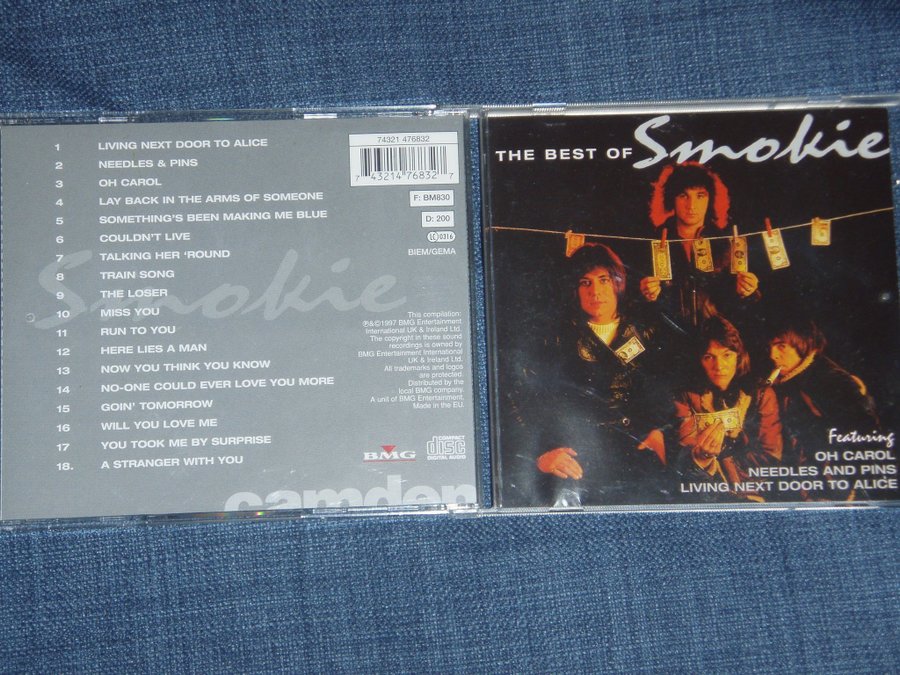 1 LIVING NEXT DOOR TO ALICE
2 NEEDLES & PINS
3 OH CAROL
4 LAY BACK IN THE ARMS OF SOMEONE
5 SOMETHING'S BEEN MAKING ME BLUE
6 COULDN'T LIVE
7 TALKING HER 'ROUND
8 TRAIN SONG
9 THE LOSER
10 MISS YOU
11 RUN TO YOU
12 HERE LIES A MAN
13 NOW YOU THINK YOU KNOW
14 NO-ONE COULD EVER LOVE YOU MORE
15 GOIN' TOMORROW
16 WILL YOU LOVE ME
17 YOU TOOK ME BY SURPRISE
18. A STRANGER WITH YOU
Smokie
74321 476832
7 43214 76832 7
F: BM830
D: 200
LC 0316
BIEM/GEMA
This compilation:
℗&©1997 BMG Entertainment
International UK & Ireland Ltd.
The copyright in these sound
recordings is owned by
BMG Entertainment International
UK & Ireland Ltd.
All trademarks and logos
are protected.
Distributed by the
local BMG company.
A unit of BMG Entertainment.
Made in the EU.
BMG
COMPACT
disc
DIGITAL AUDIO
camden
THE BEST OF Smokie
Featuring
OH CAROL
NEEDLES AND PINS
LIVING NEXT DOOR TO ALICE